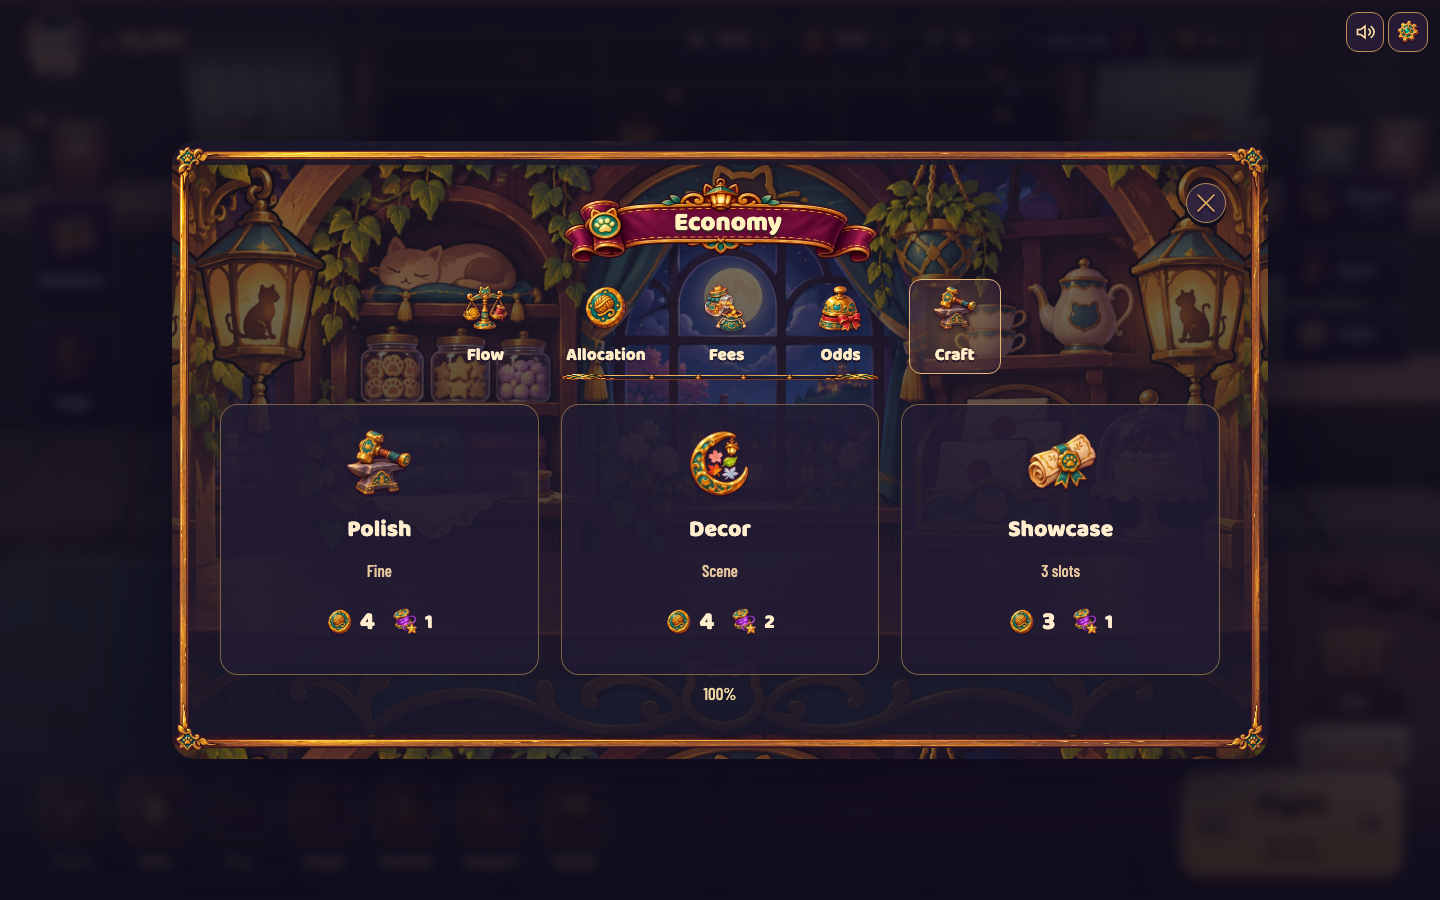 Economy
Flow
Allocation
Fees
Odds
Craft
Polish
Decor
Showcase
Fine
Scene
3 slots
4 1
4 2
3 1
100%